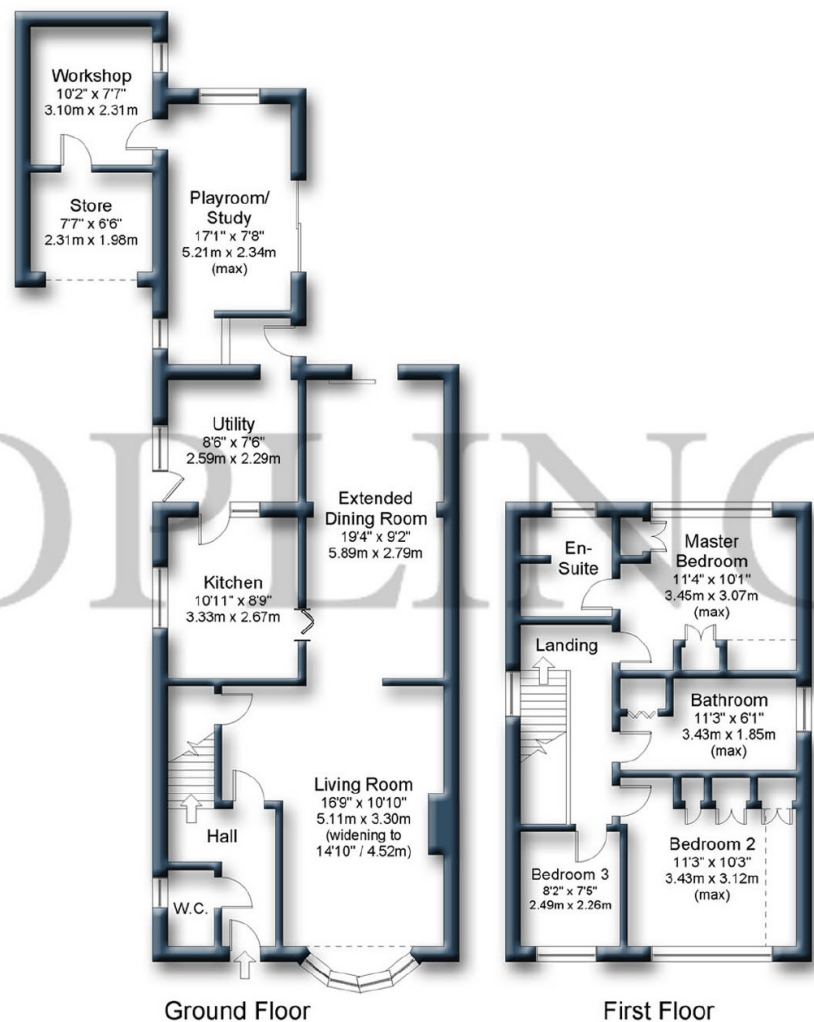 Workshop
10'2" x 7'7"
3.10m x 2.31m
Store
7'7" x 6'6"
2.31m x 1.98m
Playroom/
Study
17'1" x 7'8"
5.21m x 2.34m
(max)
Utility
8'6" x 7'6"
2.59m x 2.29m
Extended
Dining Room
19'4" x 9'2"
5.89m x 2.79m
Kitchen
10'11" x 8'9"
3.33m x 2.67m
Living Room
16'9" x 10'10"
5.11m x 3.30m
(widening to
14'10" / 4.52m)
Hall
W.C.
Ground Floor
En-
Suite
Master
Bedroom
11'4" x 10'1"
3.45m x 3.07m
(max)
Landing
Bathroom
11'3" x 6'1"
3.43m x 1.85m
(max)
Bedroom 2
11'3" x 10'3"
3.43m x 3.12m
(max)
Bedroom 3
8'2" x 7'5"
2.49m x 2.26m
First Floor